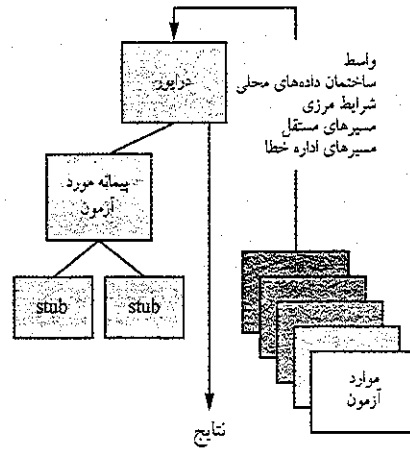 درایور
واسط
ساختمان داده‌های محلی
شرایط مرزی
مسیرهای مستقل
مسیرهای اداره خطا
پیمانه مورد
آزمون
stub
stub
موارد
آزمون
نتایج